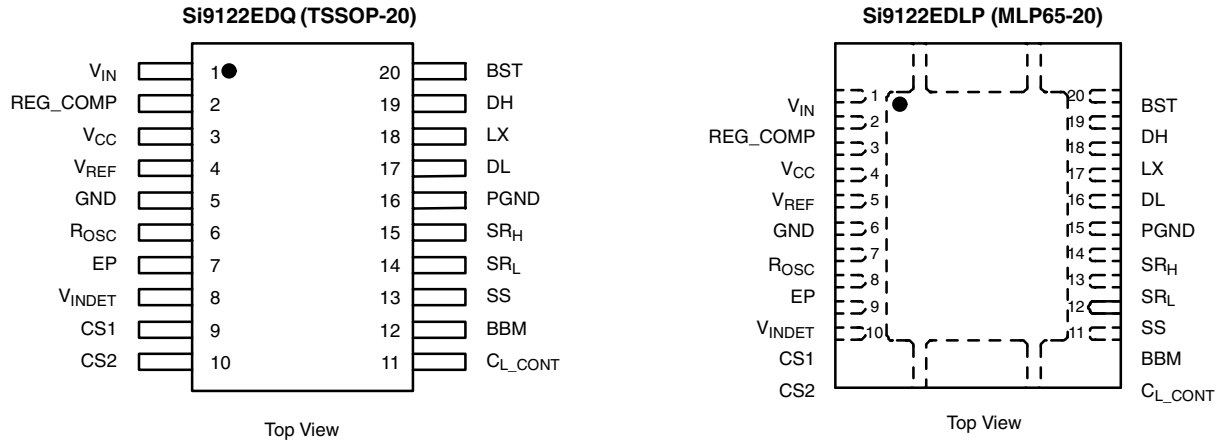 Si9122EDQ (TSSOP-20)
VIN 1 20 BST
REG_COMP 2 19 DH
VCC 3 18 LX
VREF 4 17 DL
GND 5 16 PGND
ROSC 6 15 SRH
EP 7 14 SRL
VINDET 8 13 SS
CS1 9 12 BBM
CS2 10 11 CL_CONT
Top View
Si9122EDLP (MLP65-20)
VIN 1 20 BST
REG_COMP 2 19 DH
VCC 3 18 LX
VREF 4 17 DL
GND 5 16 PGND
ROSC 6 15 SRH
EP 7 14 SRL
VINDET 8 13 SS
CS1 9 12 BBM
CS2 10 11 CL_CONT
Top View